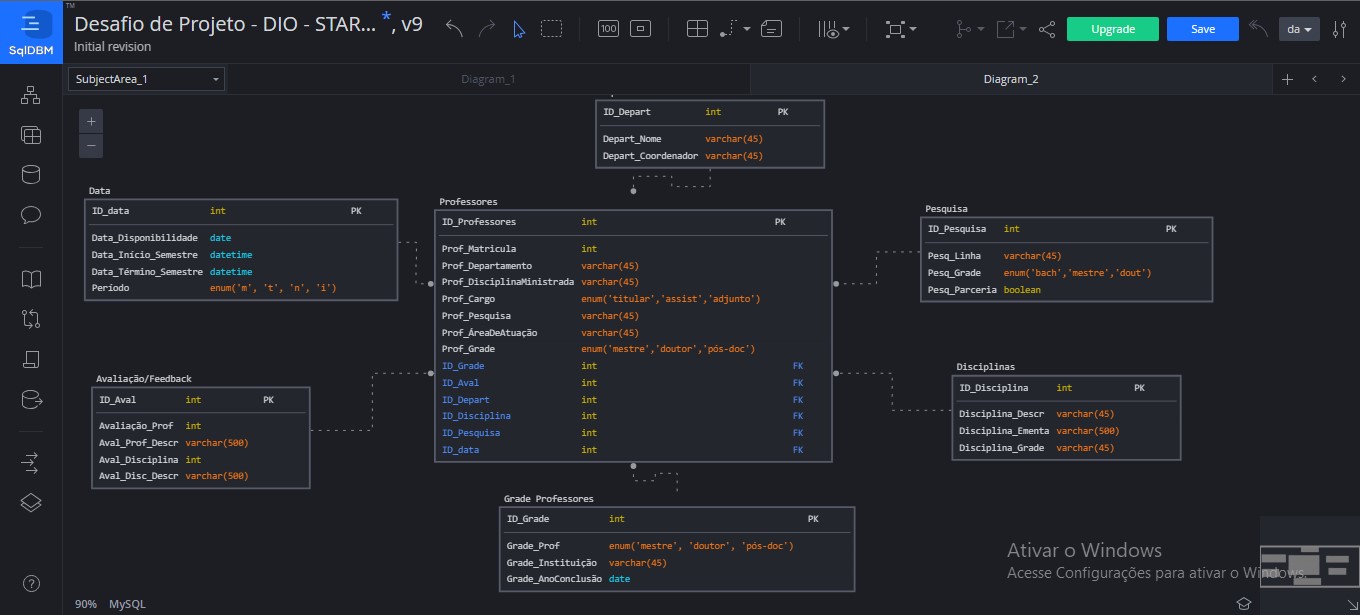 TM
Desafio de Projeto - DIO - STAR... *, v9
Initial revision
SqlDBM
100
Upgrade
Save
da
SubjectArea_1
Diagram_1
Diagram_2
ID_Depart int PK
Depart_Nome varchar(45)
Depart_Coordenador varchar(45)
Data
ID_data int PK
Data_Disponibilidade date
Data_Início_Semestre datetime
Data_Término_Semestre datetime
Período enum('m', 't', 'n', 'i')
Professores
ID_Professores int PK
Prof_Matricula int
Prof_Departamento varchar(45)
Prof_DisciplinaMinistrada varchar(45)
Prof_Cargo enum('titular','assist','adjunto')
Prof_Pesquisa varchar(45)
Prof_ÁreaDeAtuação varchar(45)
Prof_Grade enum('mestre','doutor','pós-doc')
ID_Grade int FK
ID_Aval int FK
ID_Depart int FK
ID_Disciplina int FK
ID_Pesquisa int FK
ID_data int FK
Pesquisa
ID_Pesquisa int PK
Pesq_Linha varchar(45)
Pesq_Grade enum('bach','mestre','dout')
Pesq_Parceria boolean
Avaliação/Feedback
ID_Aval int PK
Avaliação_Prof int
Aval_Prof_Descr varchar(500)
Aval_Disciplina int
Aval_Disc_Descr varchar(500)
Disciplinas
ID_Disciplina int PK
Disciplina_Descr varchar(45)
Disciplina_Ementa varchar(500)
Disciplina_Grade varchar(45)
Grade Professores
ID_Grade int PK
Grade_Prof enum('mestre', 'doutor', 'pós-doc')
Grade_Instituição varchar(45)
Grade_AnoConclusão date
Ativar o Windows
Acesse Configurações para ativar o Windows.
90% MySQL